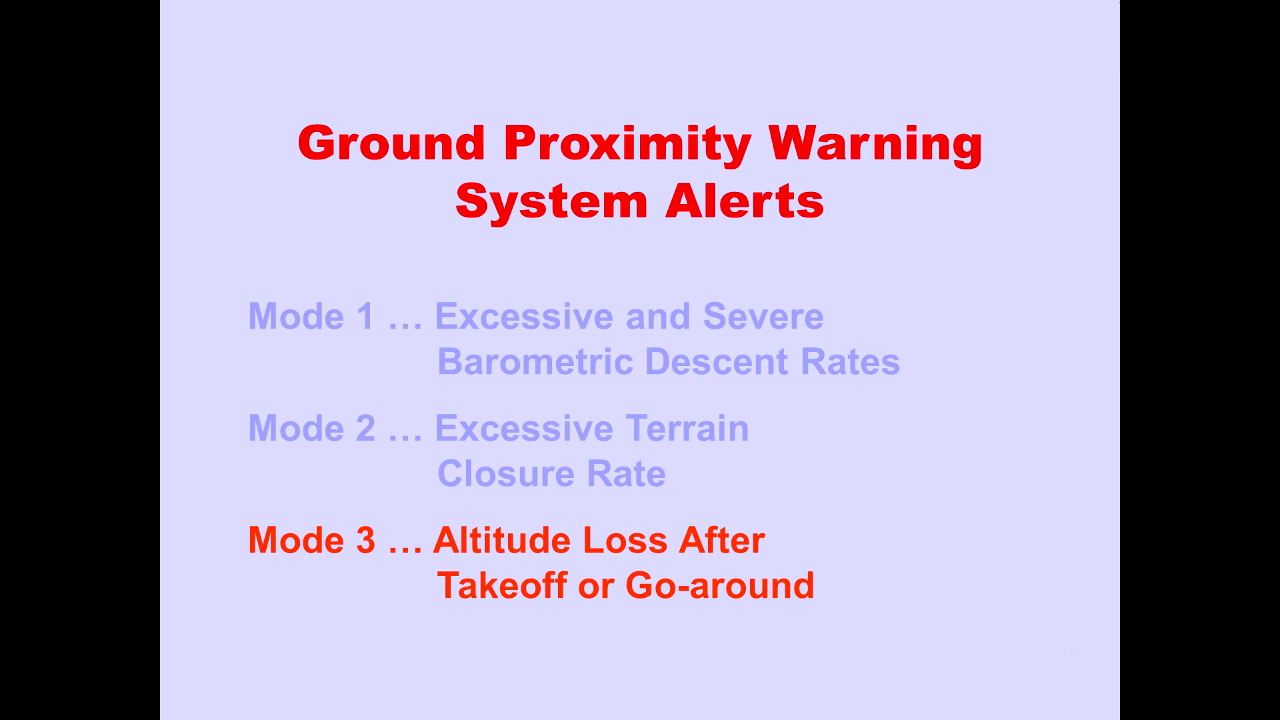 Ground Proximity Warning
System Alerts
Mode 1 … Excessive and Severe
Barometric Descent Rates
Mode 2 … Excessive Terrain
Closure Rate
Mode 3 … Altitude Loss After
Takeoff or Go-around